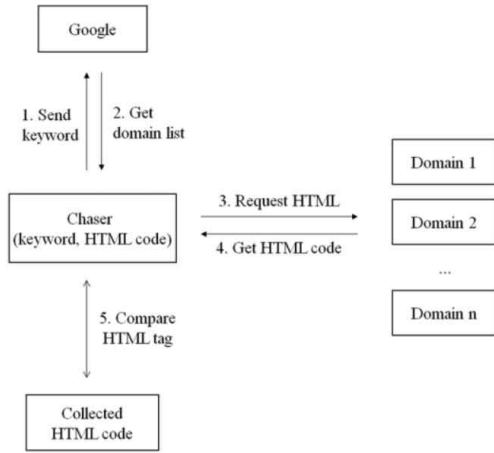 Google
1. Send
keyword
2. Get
domain list
Chaser
(keyword, HTML code)
3. Request HTML
4. Get HTML code
Domain 1
Domain 2
...
Domain n
5. Compare
HTML tag
Collected
HTML code